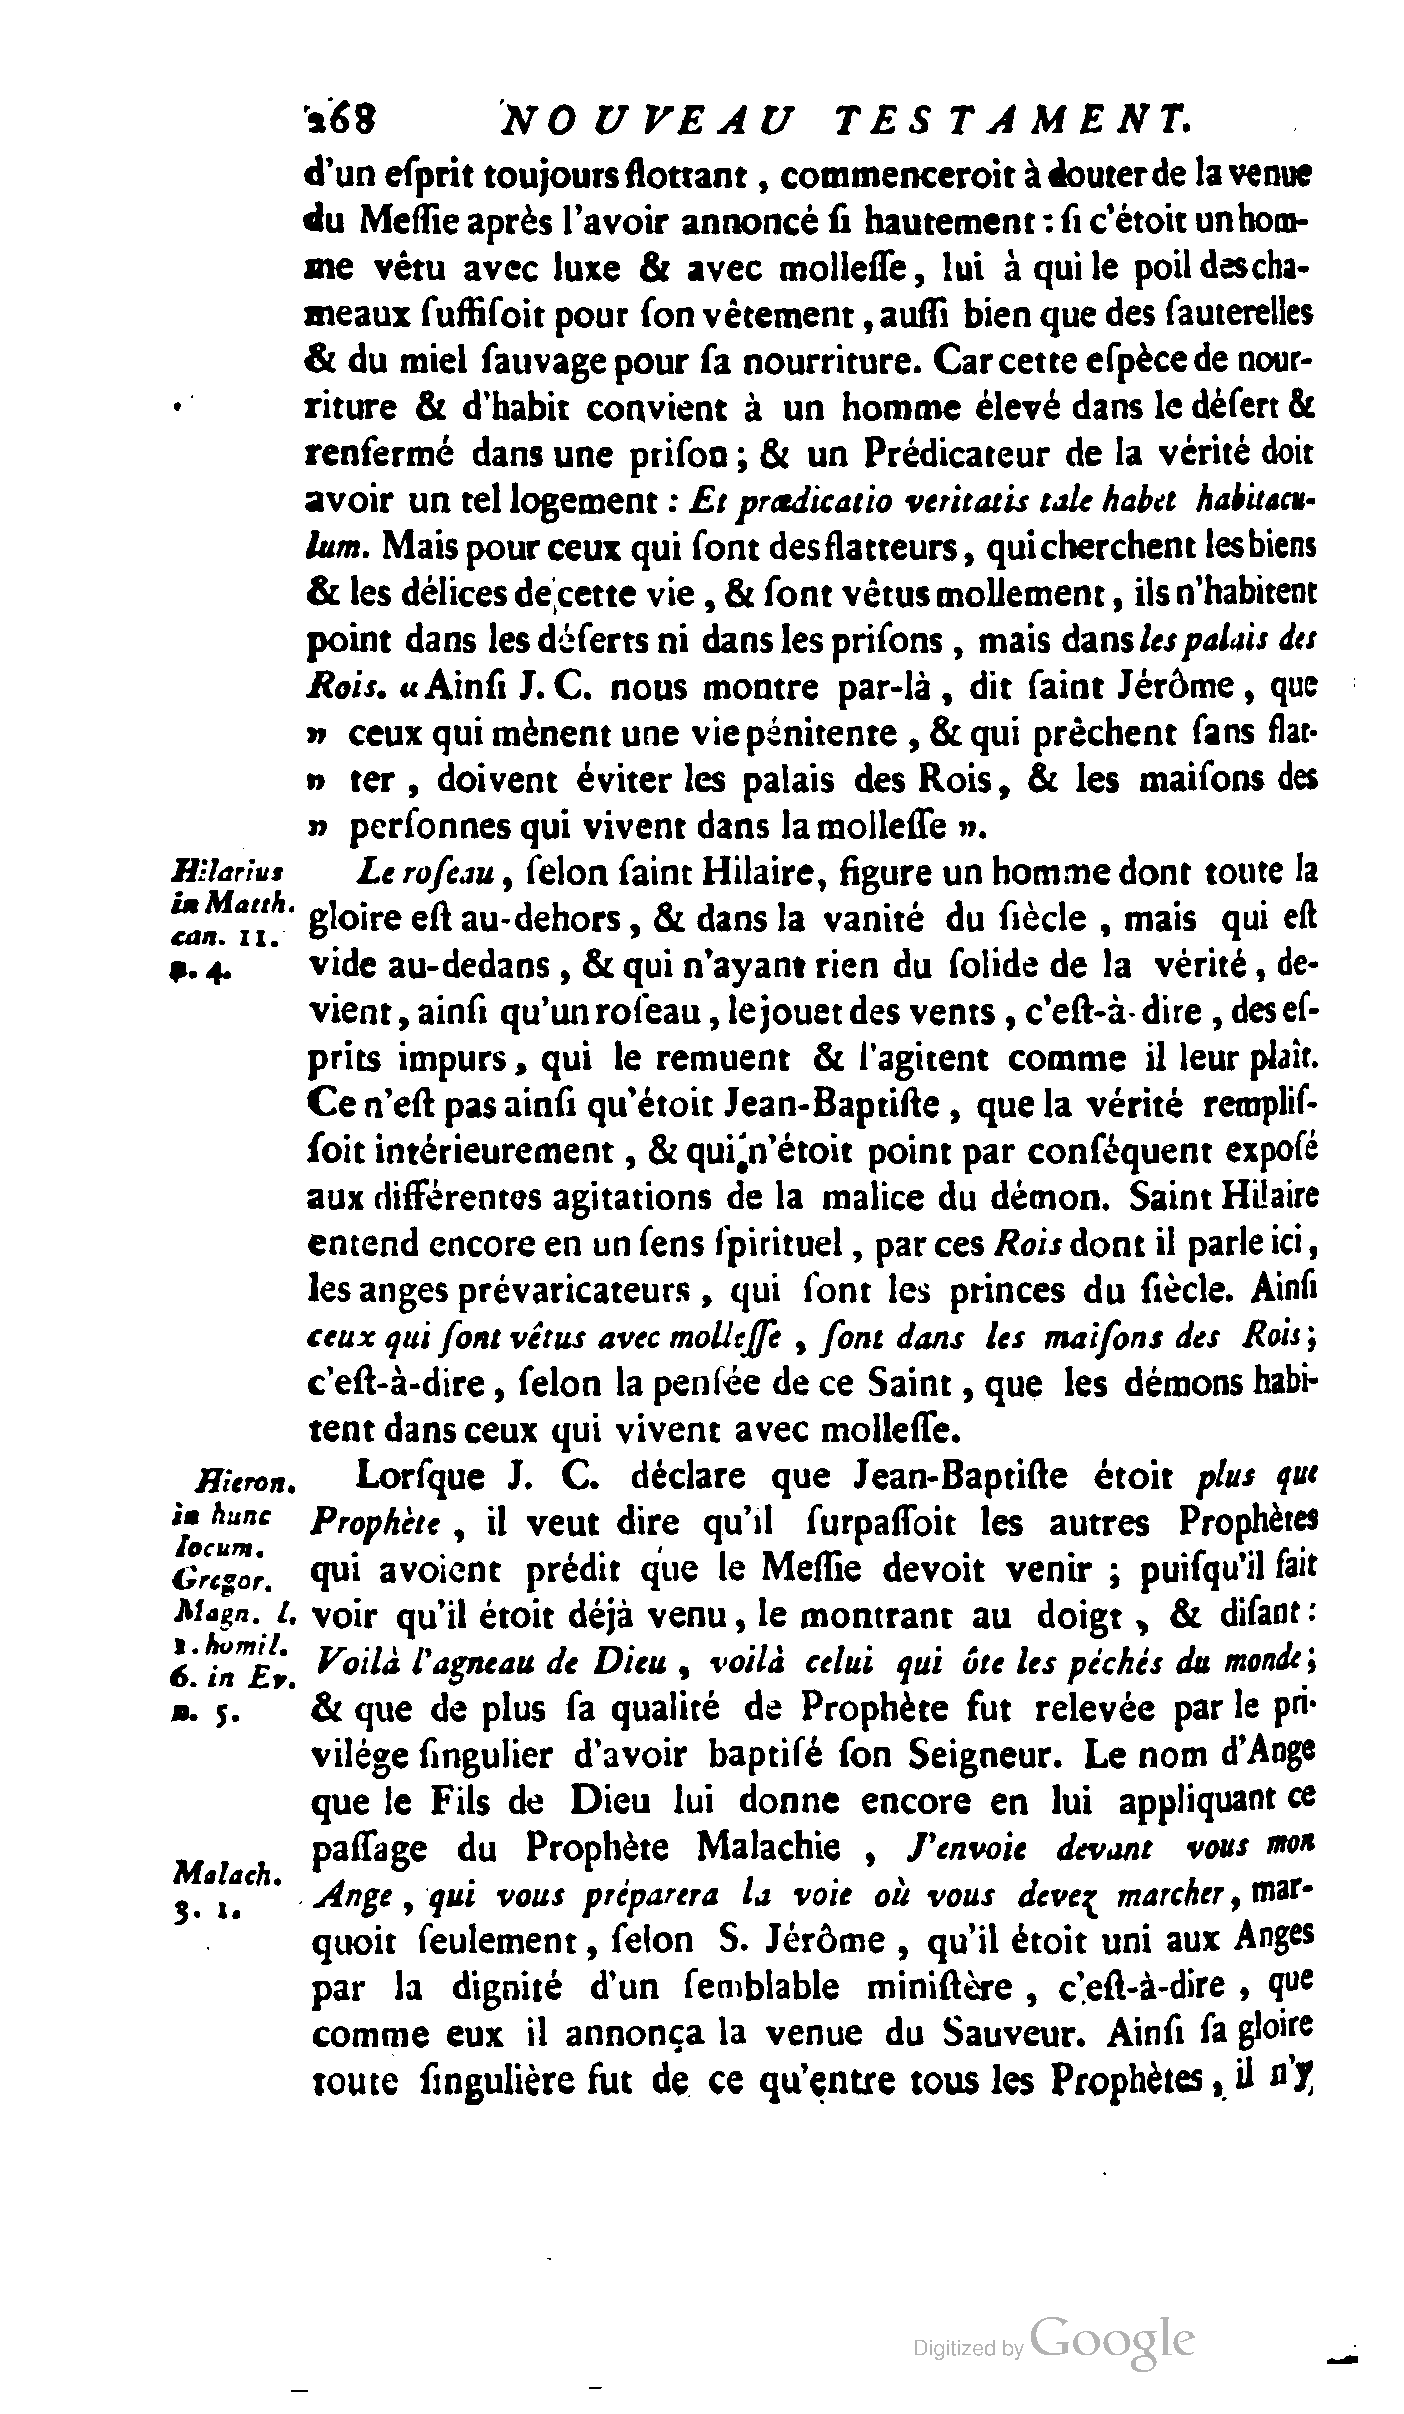 268 NOUVEAU TESTAMENT.
d'un eſprit toujours flottant, commenceroit à douter de la venue
du Meſſie après l'avoir annoncé ſi hautement : ſi c'étoit un hom-
me vêtu avec luxe & avec molleſſe, lui à qui le poil des cha-
meaux ſuffiſoit pour ſon vêtement, auſſi bien que des ſauterelles
& du miel ſauvage pour ſa nourriture. Car cette eſpèce de nour-
riture & d'habit convient à un homme élevé dans le déſert &
renfermé dans une priſon ; & un Prédicateur de la vérité doit
avoir un tel logement : Et prædicatio veritatis tale habet habitacu-
lum. Mais pour ceux qui ſont des flatteurs, qui cherchent les biens
& les délices de cette vie, & ſont vêtus mollement, ils n'habitent
point dans les déſerts ni dans les priſons, mais dans les palais des
Rois. « Ainſi J. C. nous montre par-là, dit ſaint Jérôme, que
» ceux qui mènent une vie pénitente, & qui prêchent ſans flat-
» ter, doivent éviter les palais des Rois, & les maiſons des
» perſonnes qui vivent dans la molleſſe ».
Hilarius
in Matth.
can. 11.
p. 4.
Le roſeau, ſelon ſaint Hilaire, figure un homme dont toute la
gloire eſt au-dehors, & dans la vanité du ſiècle, mais qui eſt
vide au-dedans, & qui n'ayant rien du ſolide de la vérité, de-
vient, ainſi qu'un roſeau, le jouet des vents, c'eſt-à-dire, des eſ-
prits impurs, qui le remuent & l'agitent comme il leur plaît.
Ce n'eſt pas ainſi qu'étoit Jean-Baptiſte, que la vérité rempliſ-
ſoit intérieurement, & qui n'étoit point par conſéquent expoſé
aux différentes agitations de la malice du démon. Saint Hilaire
entend encore en un ſens ſpirituel, par ces Rois dont il parle ici,
les anges prévaricateurs, qui ſont les princes du ſiècle. Ainſi
ceux qui ſont vêtus avec molleſſe, ſont dans les maiſons des Rois ;
c'eſt-à-dire, ſelon la penſée de ce Saint, que les démons habi-
tent dans ceux qui vivent avec molleſſe.
Hieron.
in hunc
locum.
Gregor.
Magn. l.
1. homil.
6. in Ev.
n. 5.
Lorſque J. C. déclare que Jean-Baptiſte étoit plus que
Prophète, il veut dire qu'il ſurpaſſoit les autres Prophètes
qui avoient prédit que le Meſſie devoit venir ; puiſqu'il fait
voir qu'il étoit déjà venu, le montrant au doigt, & diſant :
Voilà l'agneau de Dieu, voilà celui qui ôte les péchés du monde ;
& que de plus ſa qualité de Prophète fut relevée par le pri-
vilége ſingulier d'avoir baptiſé ſon Seigneur. Le nom d'Ange
que le Fils de Dieu lui donne encore en lui appliquant ce
paſſage du Prophète Malachie, J'envoie devant vous mon
Malach.
3. 1.
Ange, qui vous préparera la voie où vous devez marcher, mar-
quoit ſeulement, ſelon S. Jérôme, qu'il étoit uni aux Anges
par la dignité d'un ſemblable miniſtère, c'eſt-à-dire, que
comme eux il annonça la venue du Sauveur. Ainſi ſa gloire
toute ſingulière fut de ce qu'entre tous les Prophètes, il n'y
Digitized by Google